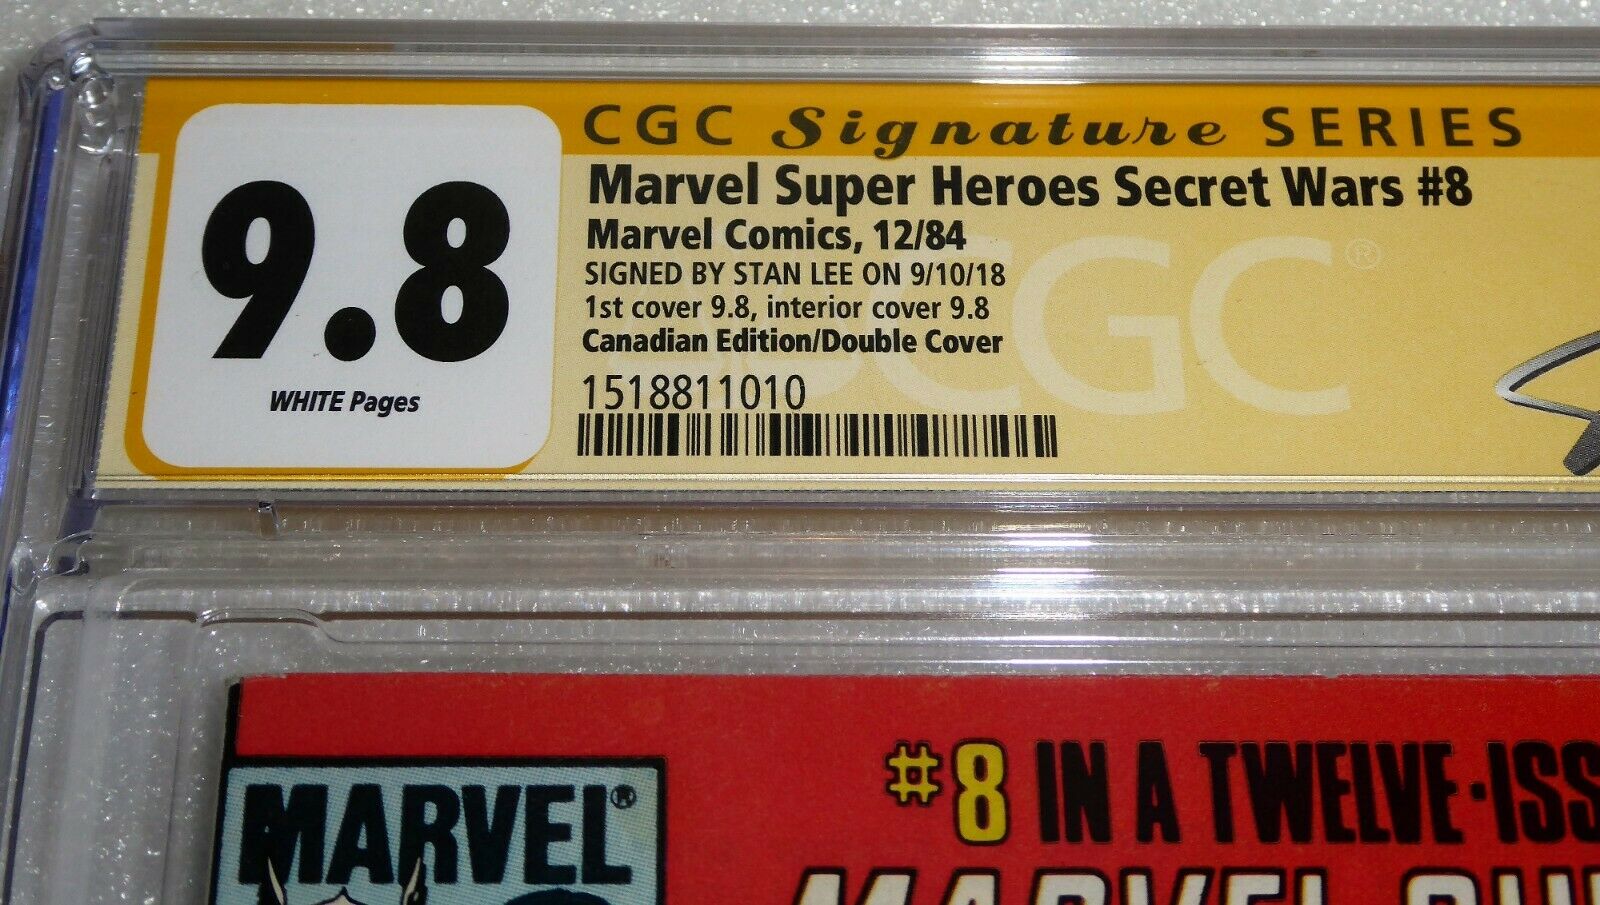 CGC Signature SERIES
9.8
WHITE Pages
Marvel Super Heroes Secret Wars #8
Marvel Comics, 12/84
SIGNED BY STAN LEE ON 9/10/18
1st cover 9.8, interior cover 9.8
Canadian Edition/Double Cover
1518811010
CGC®
MARVEL®
#8 IN A TWELVE-ISS
MARVEL SU